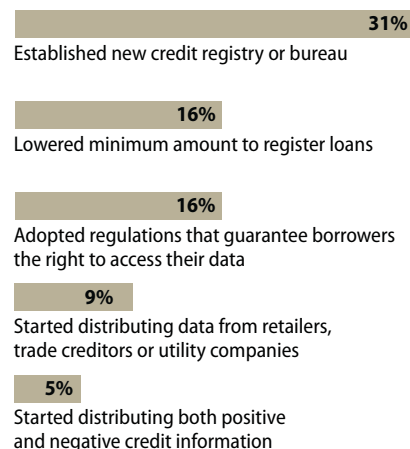 31%
Established new credit registry or bureau
16%
Lowered minimum amount to register loans
16%
Adopted regulations that guarantee borrowers
the right to access their data
9%
Started distributing data from retailers,
trade creditors or utility companies
5%
Started distributing both positive
and negative credit information